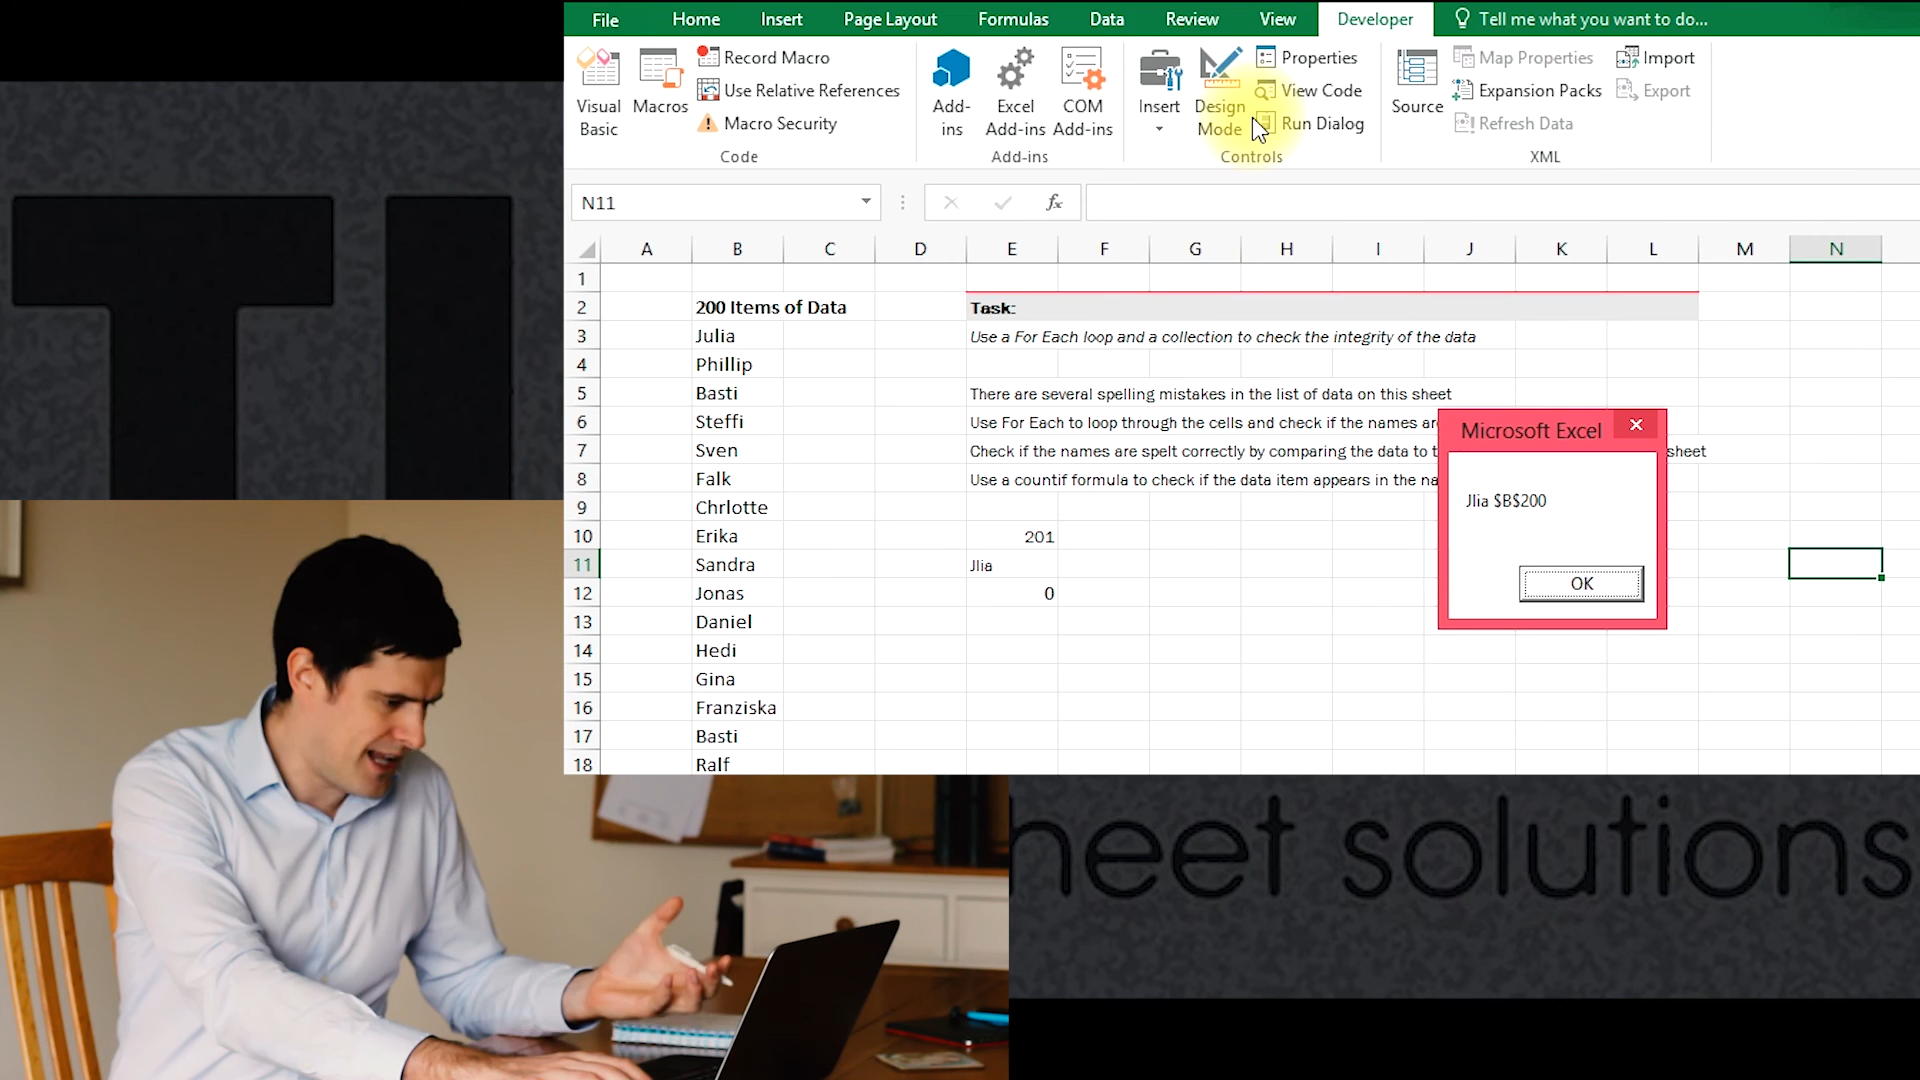 File Home Insert Page Layout Formulas Data Review View Developer Tell me what you want to do...
Visual Basic
Macros
Record Macro
Use Relative References
Macro Security
Code
Add-ins
Excel Add-ins
COM Add-ins
Add-ins
Insert
Design Mode
Properties
View Code
Run Dialog
Controls
Source
Map Properties
Expansion Packs
Refresh Data
Import
Export
XML
N11 fx
A B C D E F G H I J K L M N
1
2 200 Items of Data Task:
3 Julia Use a For Each loop and a collection to check the integrity of the data
4 Phillip
5 Basti There are several spelling mistakes in the list of data on this sheet
6 Steffi Use For Each to loop through the cells and check if the names
7 Sven Check if the names are spelt correctly by comparing the data to sheet
8 Falk Use a countif formula to check if the data item appears in the
9 Chrlotte
10 Erika 201
11 Sandra Jlia
12 Jonas 0
13 Daniel
14 Hedi
15 Gina
16 Franziska
17 Basti
18 Ralf
Microsoft Excel
Jlia $B$200
OK
TI
heet solutions